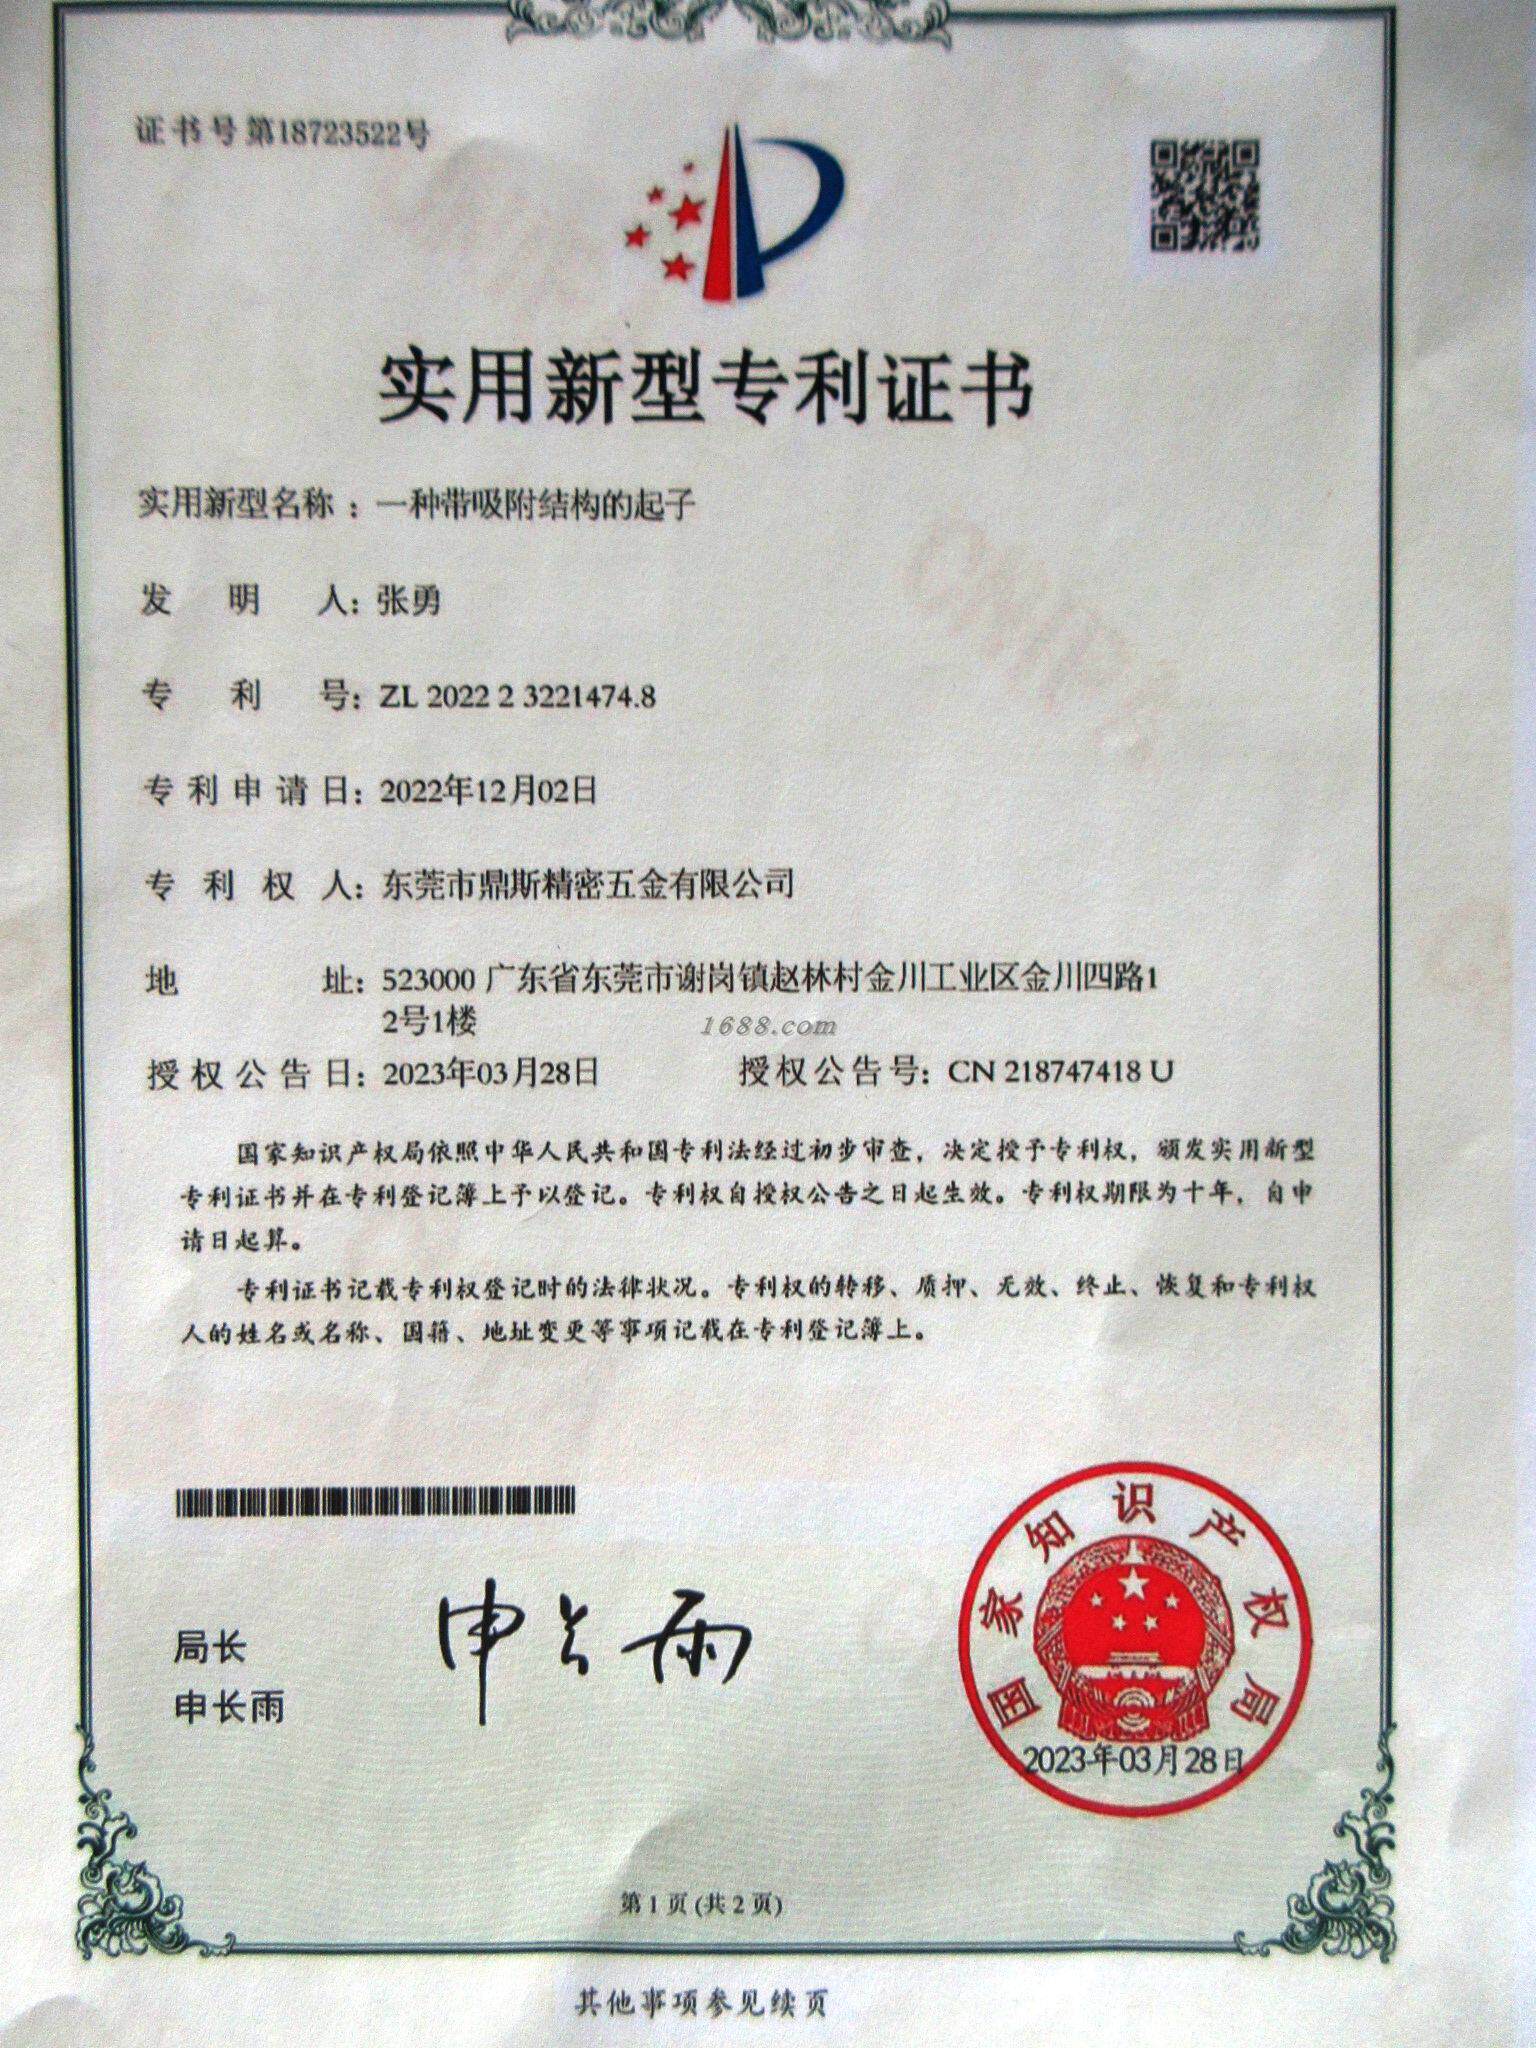 证书号第18723522号
实用新型专利证书
实用新型名称：一种带吸附结构的起子
发明人：张勇
专利号：ZL 2022 2 3221474.8
专利申请日：2022年12月02日
专利权人：东莞市鼎斯精密五金有限公司
地址：523000 广东省东莞市谢岗镇赵林村金川工业区金川四路1
2号1楼
1688.com
授权公告日：2023年03月28日 授权公告号：CN 218747418 U
国家知识产权局依照中华人民共和国专利法经过初步审查，决定授予专利权，颁发实用新型
专利证书并在专利登记簿上予以登记。专利权自授权公告之日起生效。专利权期限为十年，自申
请日起算。
专利证书记载专利权登记时的法律状况。专利权的转移、质押、无效、终止、恢复和专利权
人的姓名或名称、国籍、地址变更等事项记载在专利登记簿上。
局长
申长雨
申长雨
国家知识产权局
2023年03月28日
第 1 页 (共 2 页)
其他事项参见续页